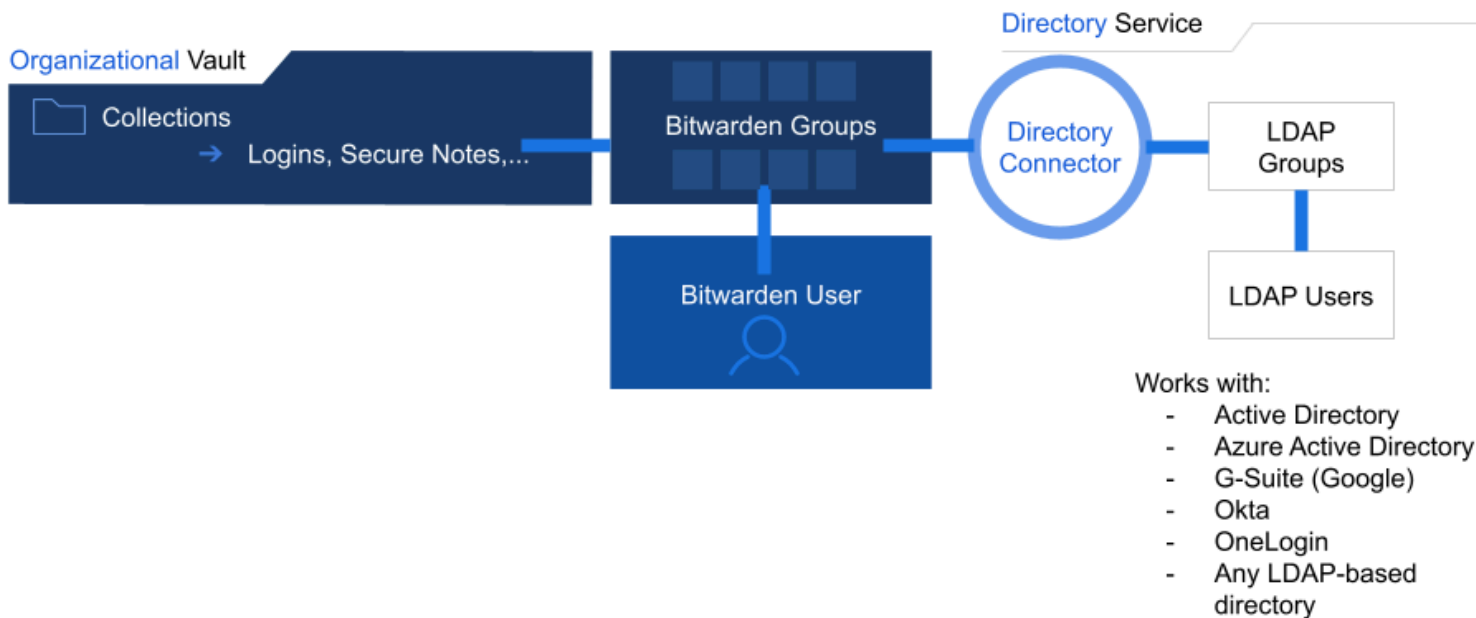 Organizational Vault
Collections
→ Logins, Secure Notes,...
Bitwarden Groups
Bitwarden User
Directory Service
Directory
Connector
LDAP
Groups
LDAP Users
Works with:
- Active Directory
- Azure Active Directory
- G-Suite (Google)
- Okta
- OneLogin
- Any LDAP-based
directory